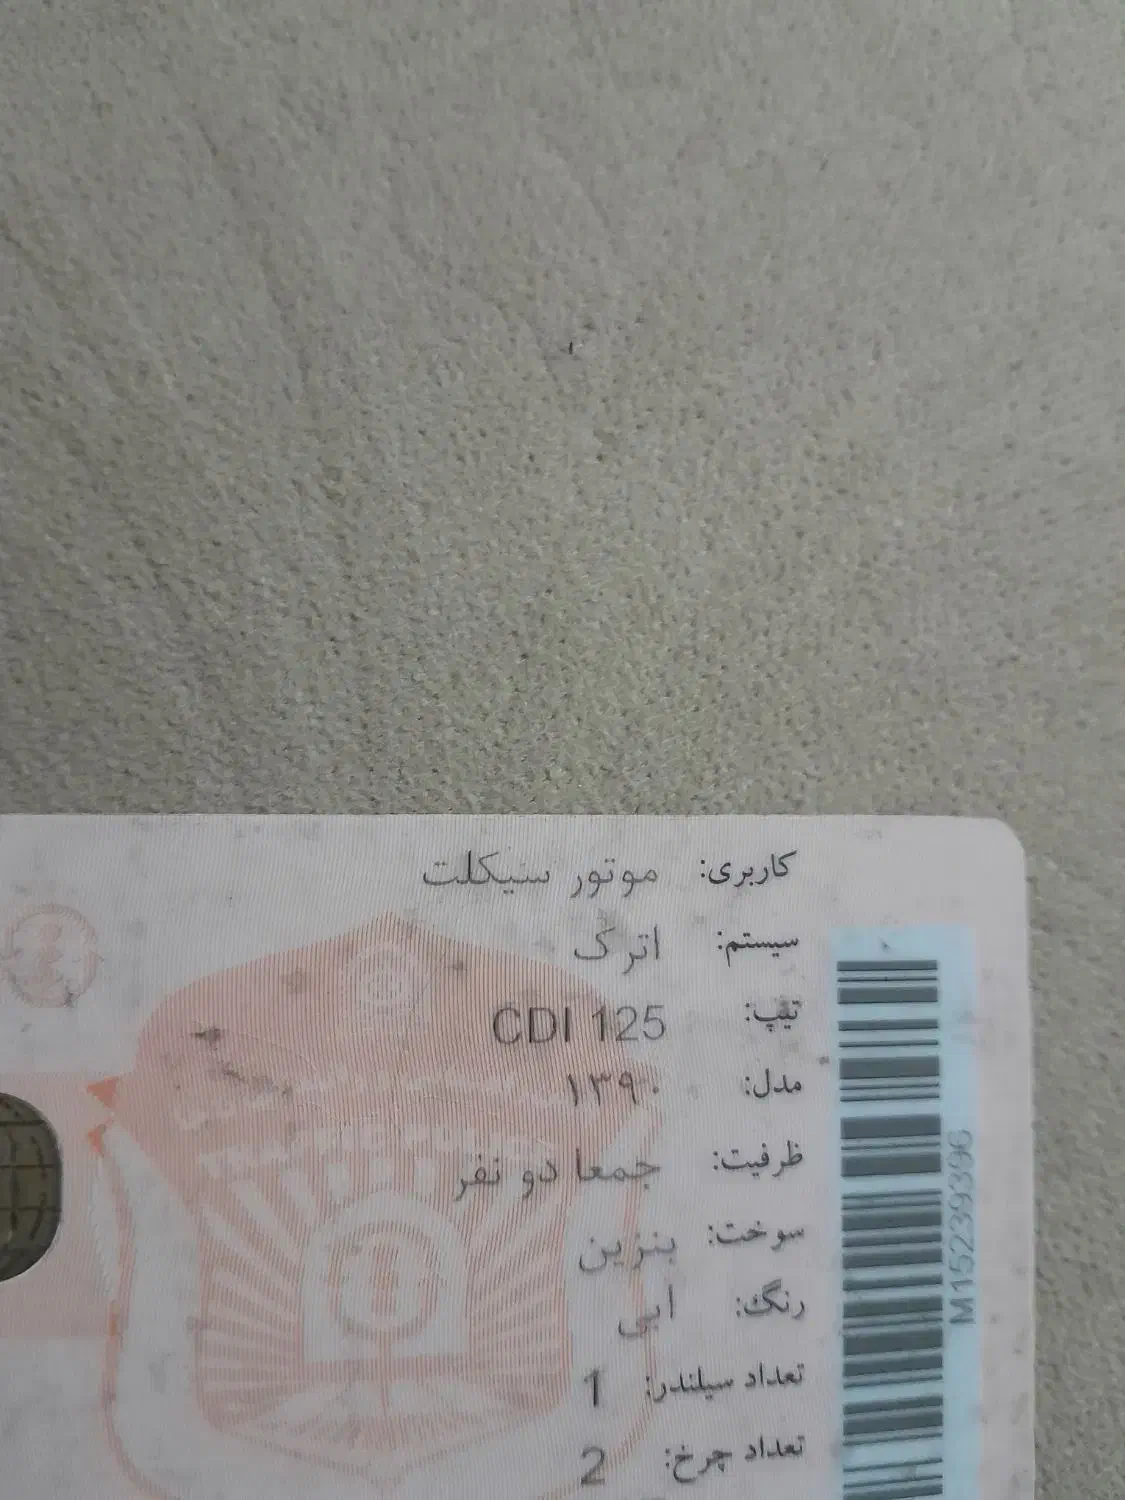 کاربری: موتور سیکلت
سیستم: اترک
تیپ: CDI 125
مدل: ۱۳۹۰
ظرفیت: جمعا دو نفر
سوخت: بنزین
رنگ: ابی
تعداد سیلندر: 1
تعداد چرخ: 2
M15239396